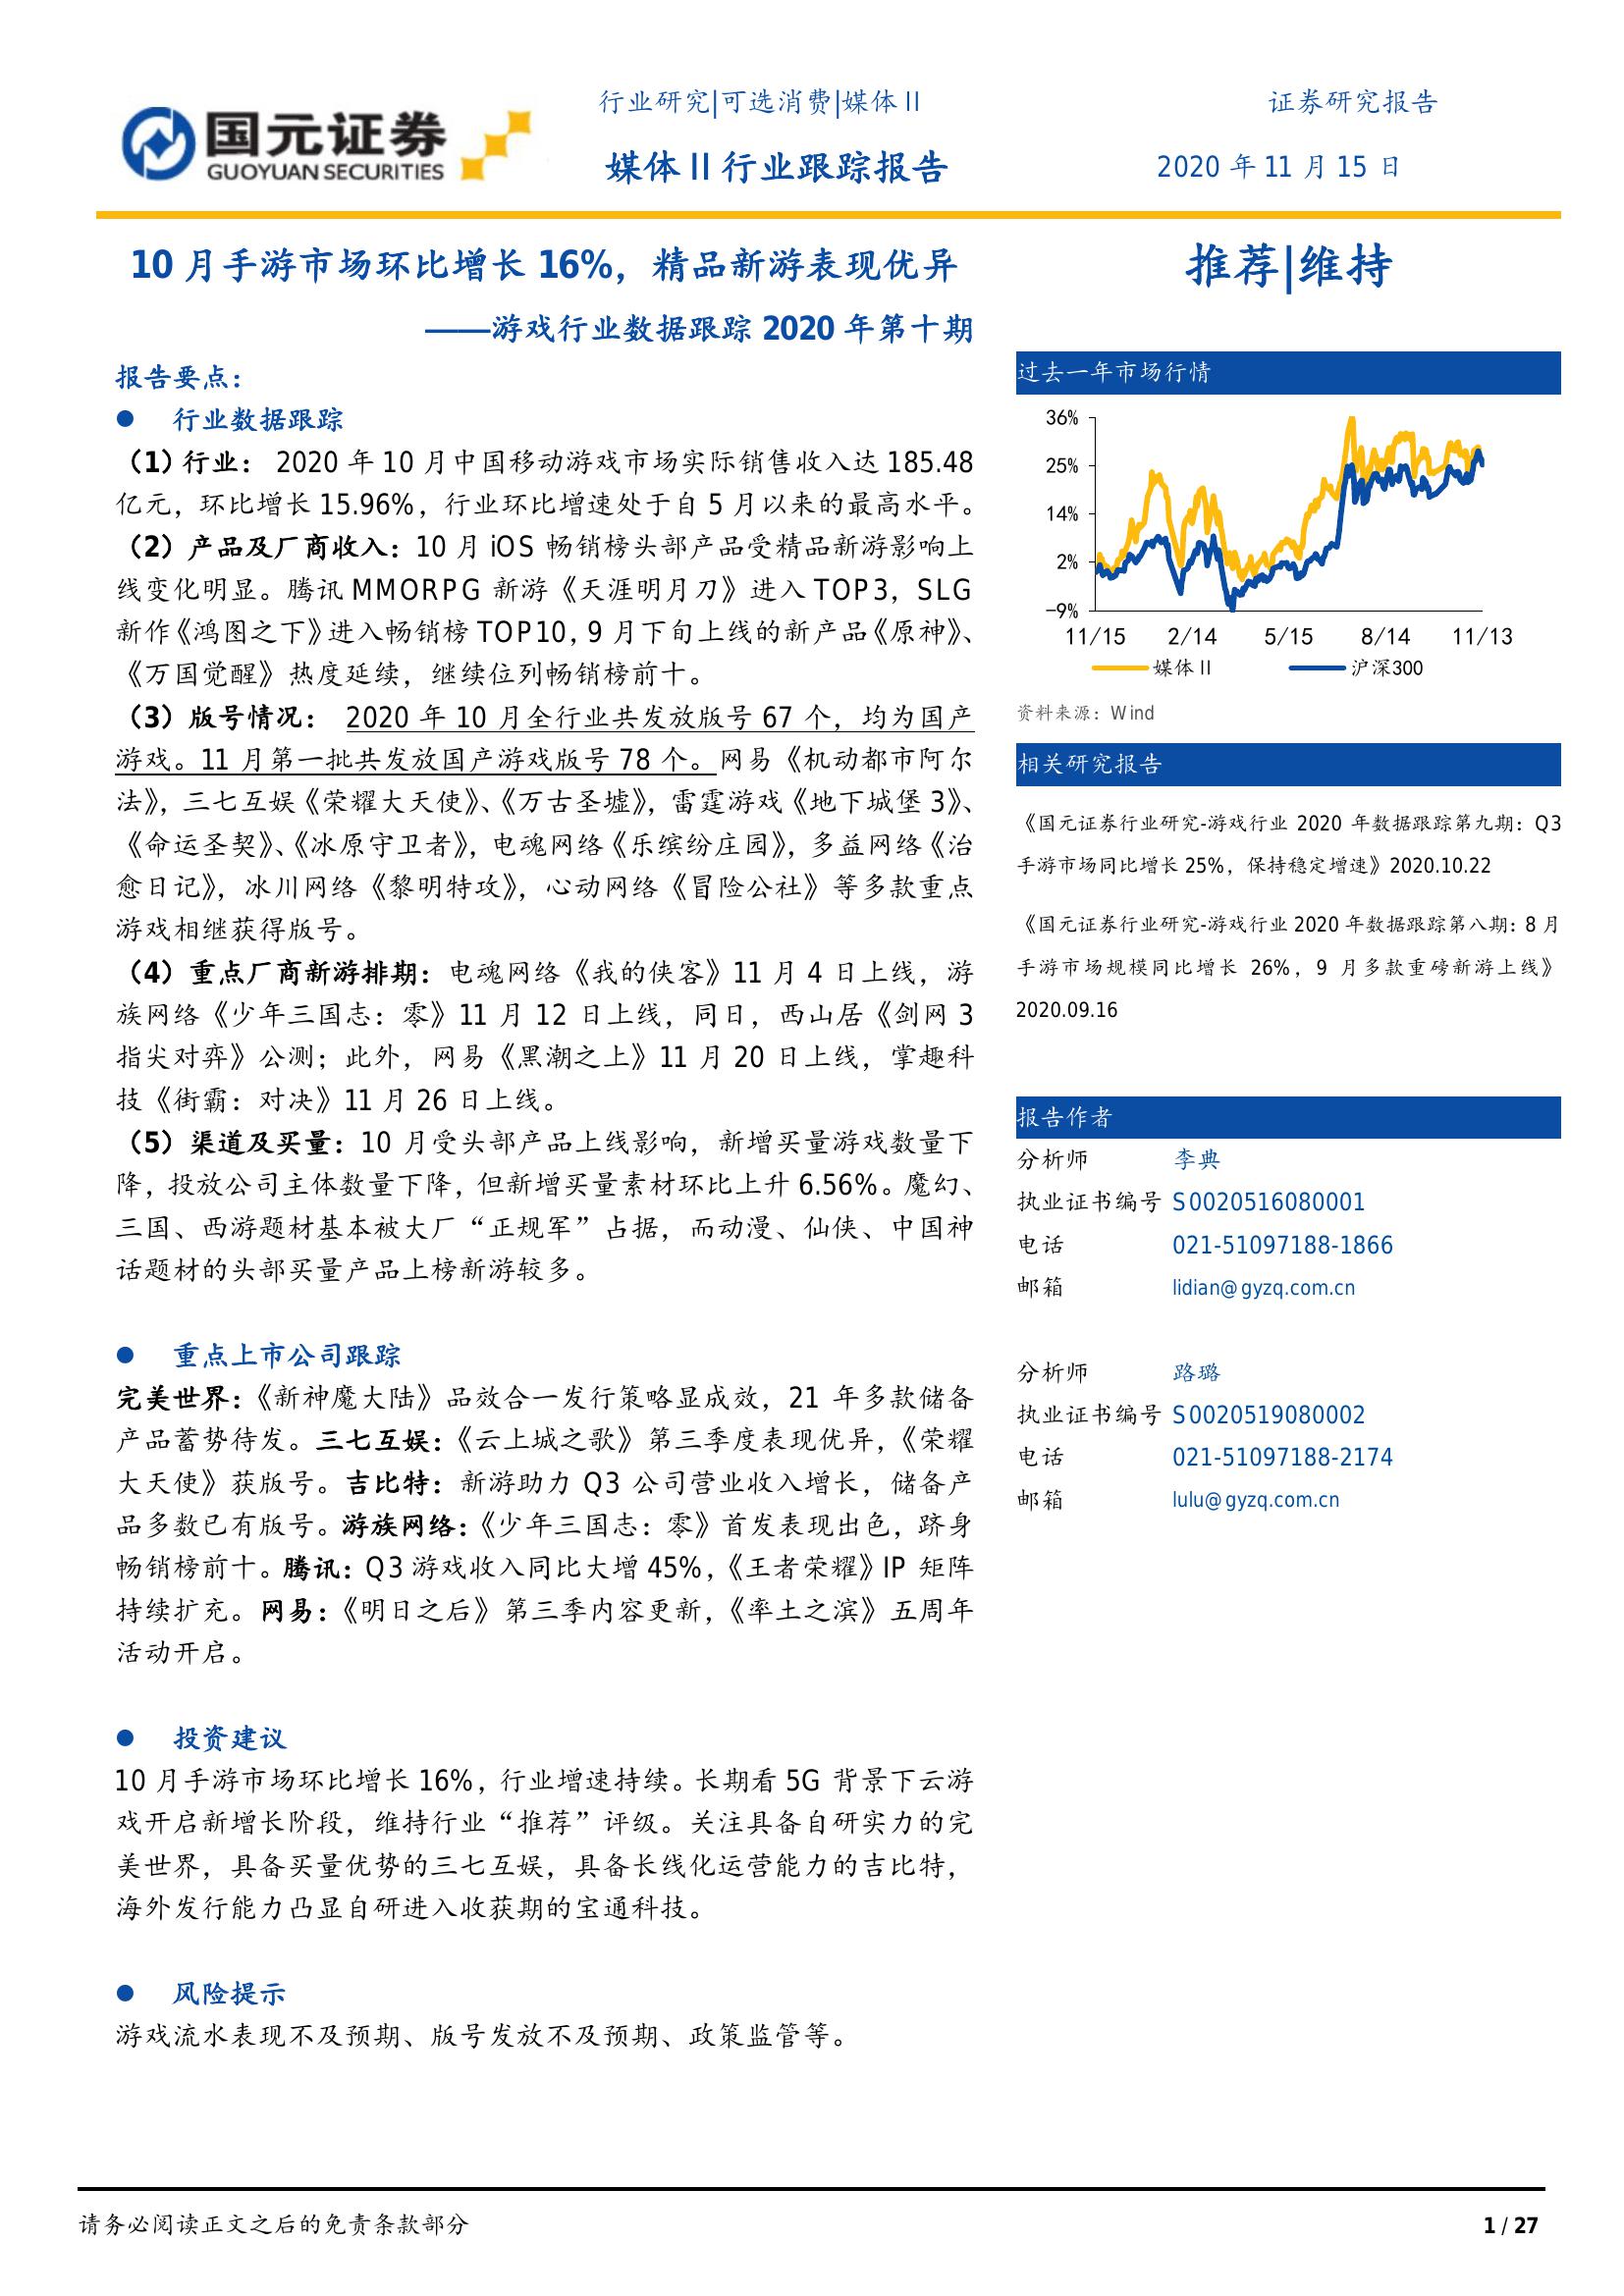 国元证券
GUOYUAN SECURITIES
行业研究|可选消费|媒体 II
证券研究报告
媒体 II 行业跟踪报告
2020 年 11 月 15 日
10 月手游市场环比增长 16%，精品新游表现优异
——游戏行业数据跟踪 2020 年第十期
报告要点：
● 行业数据跟踪
（1）行业： 2020 年 10 月中国移动游戏市场实际销售收入达 185.48
亿元，环比增长 15.96%，行业环比增速处于自 5 月以来的最高水平。
（2）产品及厂商收入：10 月 iOS 畅销榜头部产品受精品新游影响上
线变化明显。腾讯 MMORPG 新游《天涯明月刀》进入 TOP3，SLG
新作《鸿图之下》进入畅销榜 TOP10，9 月下旬上线的新产品《原神》、
《万国觉醒》热度延续，继续位列畅销榜前十。
（3）版号情况： 2020 年 10 月全行业共发放版号 67 个，均为国产
游戏。11 月第一批共发放国产游戏版号 78 个。网易《机动都市阿尔
法》，三七互娱《荣耀大天使》、《万古圣墟》，雷霆游戏《地下城堡 3》、
《命运圣契》、《冰原守卫者》，电魂网络《乐缤纷庄园》，多益网络《治
愈日记》，冰川网络《黎明特攻》，心动网络《冒险公社》等多款重点
游戏相继获得版号。
（4）重点厂商新游排期：电魂网络《我的侠客》11 月 4 日上线，游
族网络《少年三国志：零》11 月 12 日上线，同日，西山居《剑网 3
指尖对弈》公测；此外，网易《黑潮之上》11 月 20 日上线，掌趣科
技《街霸：对决》11 月 26 日上线。
（5）渠道及买量：10 月受头部产品上线影响，新增买量游戏数量下
降，投放公司主体数量下降，但新增买量素材环比上升 6.56%。魔幻、
三国、西游题材基本被大厂“正规军”占据，而动漫、仙侠、中国神
话题材的头部买量产品上榜新游较多。
● 重点上市公司跟踪
完美世界：《新神魔大陆》品效合一发行策略显成效，21 年多款储备
产品蓄势待发。三七互娱：《云上城之歌》第三季度表现优异，《荣耀
大天使》获版号。吉比特：新游助力 Q3 公司营业收入增长，储备产
品多数已有版号。游族网络：《少年三国志：零》首发表现出色，跻身
畅销榜前十。腾讯：Q3 游戏收入同比大增 45%，《王者荣耀》IP 矩阵
持续扩充。网易：《明日之后》第三季内容更新，《率土之滨》五周年
活动开启。
● 投资建议
10 月手游市场环比增长 16%，行业增速持续。长期看 5G 背景下云游
戏开启新增长阶段，维持行业“推荐”评级。关注具备自研实力的完
美世界，具备买量优势的三七互娱，具备长线化运营能力的吉比特，
海外发行能力凸显自研进入收获期的宝通科技。
● 风险提示
游戏流水表现不及预期、版号发放不及预期、政策监管等。
推荐|维持
过去一年市场行情
36%
25%
14%
2%
-9%
11/15 2/14 5/15 8/14 11/13
媒体 II 沪深300
资料来源：Wind
相关研究报告
《国元证券行业研究-游戏行业 2020 年数据跟踪第九期：Q3
手游市场同比增长 25%，保持稳定增速》2020.10.22
《国元证券行业研究-游戏行业 2020 年数据跟踪第八期：8 月
手游市场规模同比增长 26%，9 月多款重磅新游上线》
2020.09.16
报告作者
分析师 李典
执业证书编号 S0020516080001
电话 021-51097188-1866
邮箱 lidian@gyzq.com.cn
分析师 路璐
执业证书编号 S0020519080002
电话 021-51097188-2174
邮箱 lulu@gyzq.com.cn
请务必阅读正文之后的免责条款部分
1 / 27